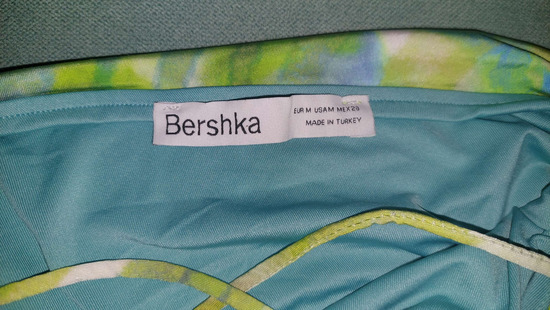 Bershka
EUR M USA M MEX 28
MADE IN TURKEY